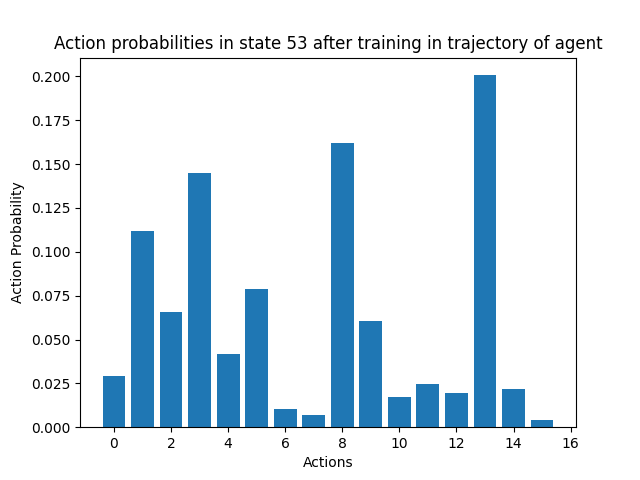 Action probabilities in state 53 after training in trajectory of agent
0.200
0.175
0.150
0.125
0.100
0.075
0.050
0.025
0.000
Action Probability
0 2 4 6 8 10 12 14 16
Actions